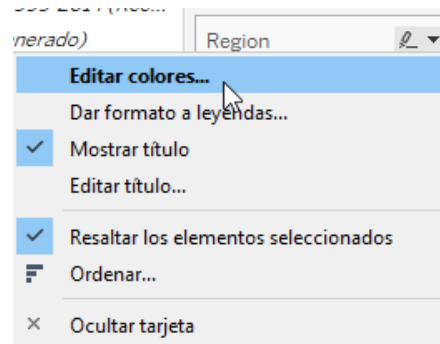 nerado)
Region
Editar colores...
Dar formato a leyendas...
Mostrar título
Editar título...
Resaltar los elementos seleccionados
Ordenar...
Ocultar tarjeta